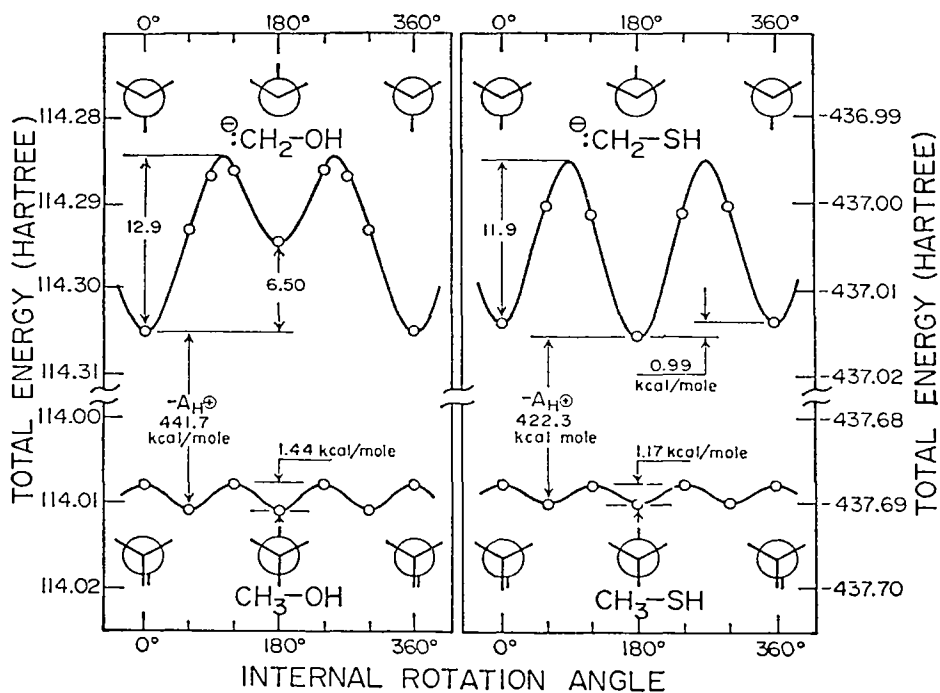 0° 180° 360° 0° 180° 360°
TOTAL ENERGY (HARTREE)
114.28
114.29
114.30
114.31
114.00
114.01
114.02
⊖
:CH2-OH
12.9
6.50
-AH⊕
441.7
kcal/mole
1.44 kcal/mole
CH3-OH
⊖
:CH2-SH
11.9
0.99
kcal/mole
-AH⊕
422.3
kcal/mole
1.17 kcal/mole
CH3-SH
-436.99
-437.00
-437.01
-437.02
-437.68
-437.69
-437.70
TOTAL ENERGY (HARTREE)
0° 180° 360° 0° 180° 360°
INTERNAL ROTATION ANGLE